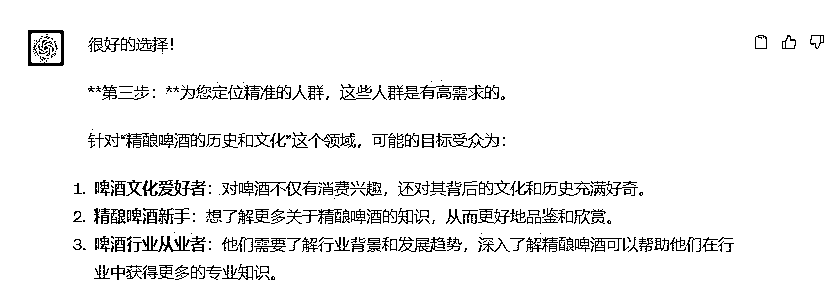 很好的选择！
**第三步：**为您定位精准的人群，这些人群是有高需求的。
针对“精酿啤酒的历史和文化”这个领域，可能的目标受众为：
1. 啤酒文化爱好者：对啤酒不仅有消费兴趣，还对其背后的文化和历史充满好奇。
2. 精酿啤酒新手：想了解更多关于精酿啤酒的知识，从而更好地品鉴和欣赏。
3. 啤酒行业从业者：他们需要了解行业背景和发展趋势，深入了解精酿啤酒可以帮助他们在行
业中获得更多的专业知识。